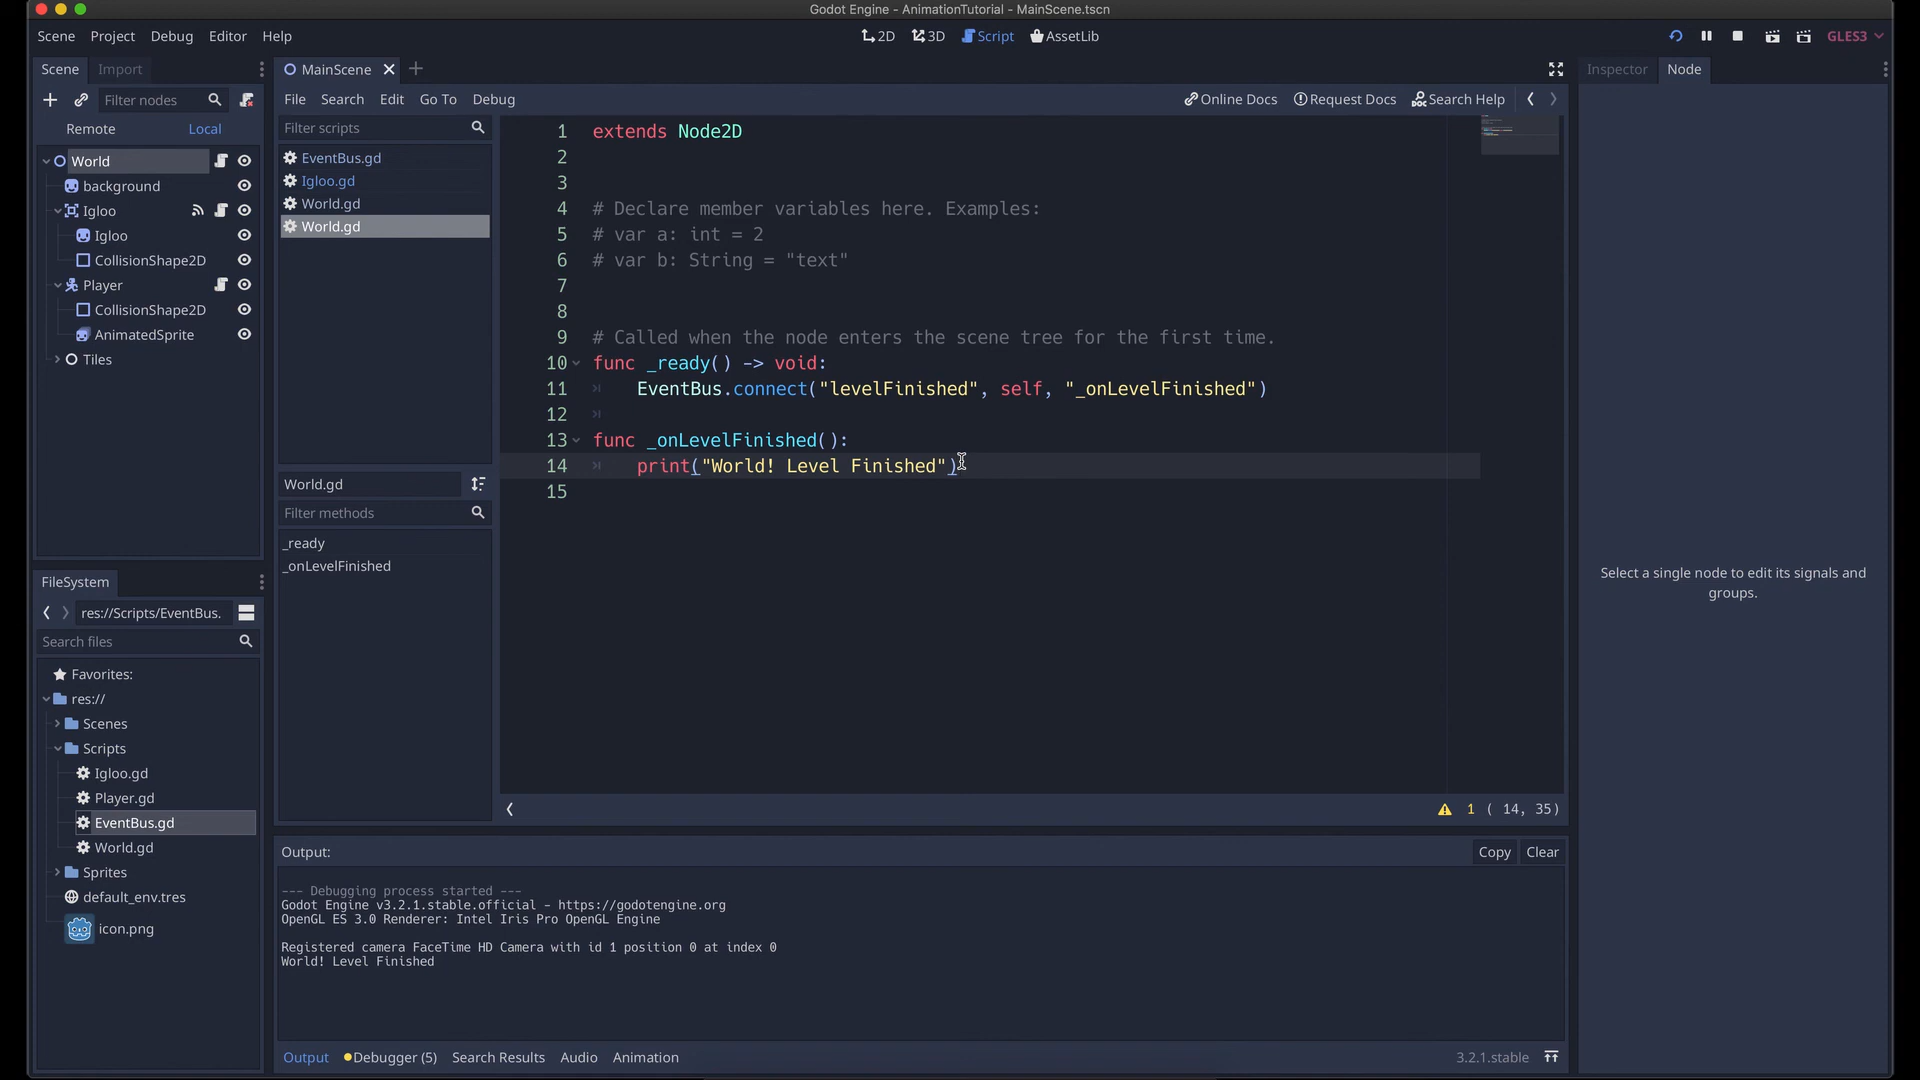 Godot Engine - AnimationTutorial - MainScene.tscn
Scene Project Debug Editor Help
2D 3D Script AssetLib
GLES3
Scene Import
Filter nodes
Remote Local
World
background
Igloo
Igloo
CollisionShape2D
Player
CollisionShape2D
AnimatedSprite
Tiles
FileSystem
res://Scripts/EventBus.
Search files
Favorites:
res://
Scenes
Scripts
Igloo.gd
Player.gd
EventBus.gd
World.gd
Sprites
default_env.tres
icon.png
MainScene
File Search Edit Go To Debug
Online Docs Request Docs Search Help
Filter scripts
EventBus.gd
Igloo.gd
World.gd
World.gd
World.gd
Filter methods
_ready
_onLevelFinished
1 extends Node2D
2
3
4 # Declare member variables here. Examples:
5 # var a: int = 2
6 # var b: String = "text"
7
8
9 # Called when the node enters the scene tree for the first time.
10 func _ready() -> void:
11 EventBus.connect("levelFinished", self, "_onLevelFinished")
12
13 func _onLevelFinished():
14 print("World! Level Finished")
15
1 ( 14, 35)
Output:
Copy Clear
--- Debugging process started ---
Godot Engine v3.2.1.stable.official - https://godotengine.org
OpenGL ES 3.0 Renderer: Intel Iris Pro OpenGL Engine
Registered camera FaceTime HD Camera with id 1 position 0 at index 0
World! Level Finished
Output Debugger (5) Search Results Audio Animation
3.2.1.stable
Inspector Node
Select a single node to edit its signals and
groups.